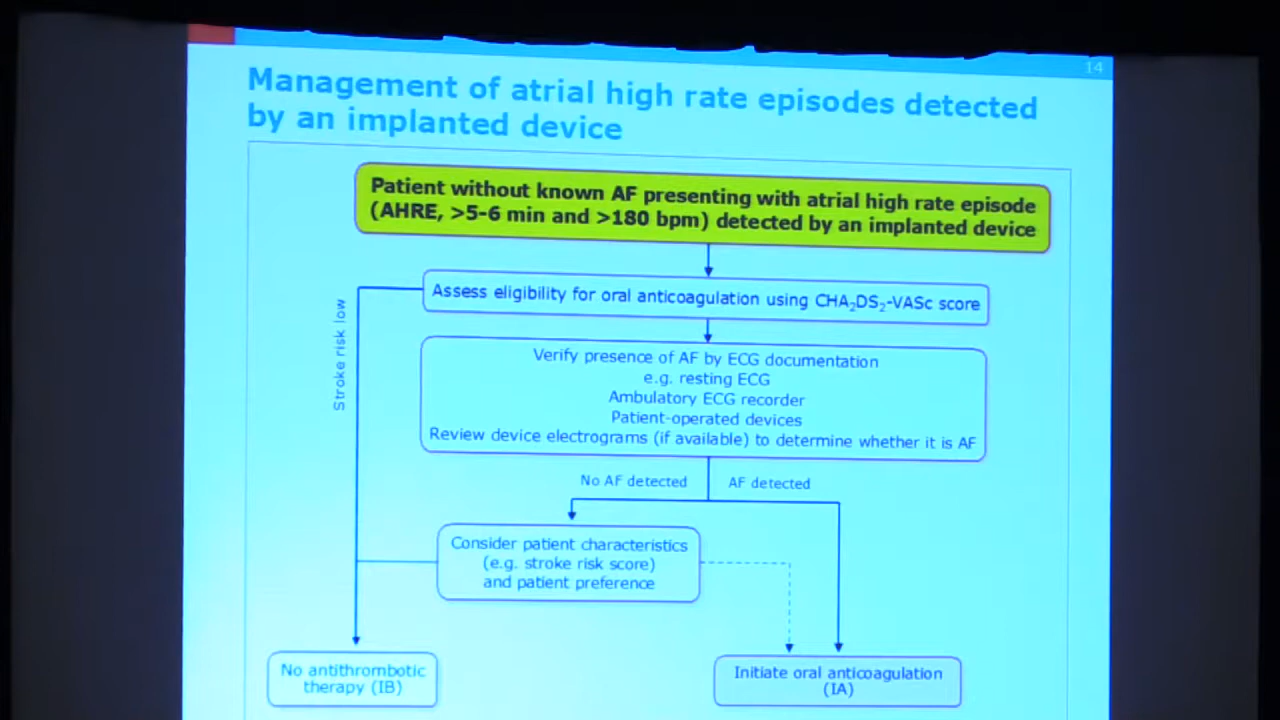 14
Management of atrial high rate episodes detected
by an implanted device
Patient without known AF presenting with atrial high rate episode
(AHRE, >5-6 min and >180 bpm) detected by an implanted device
Assess eligibility for oral anticoagulation using CHA₂DS₂-VASc score
Stroke risk low
Verify presence of AF by ECG documentation
e.g. resting ECG
Ambulatory ECG recorder
Patient-operated devices
Review device electrograms (if available) to determine whether it is AF
No AF detected
AF detected
Consider patient characteristics
(e.g. stroke risk score)
and patient preference
No antithrombotic
therapy (IB)
Initiate oral anticoagulation
(IA)